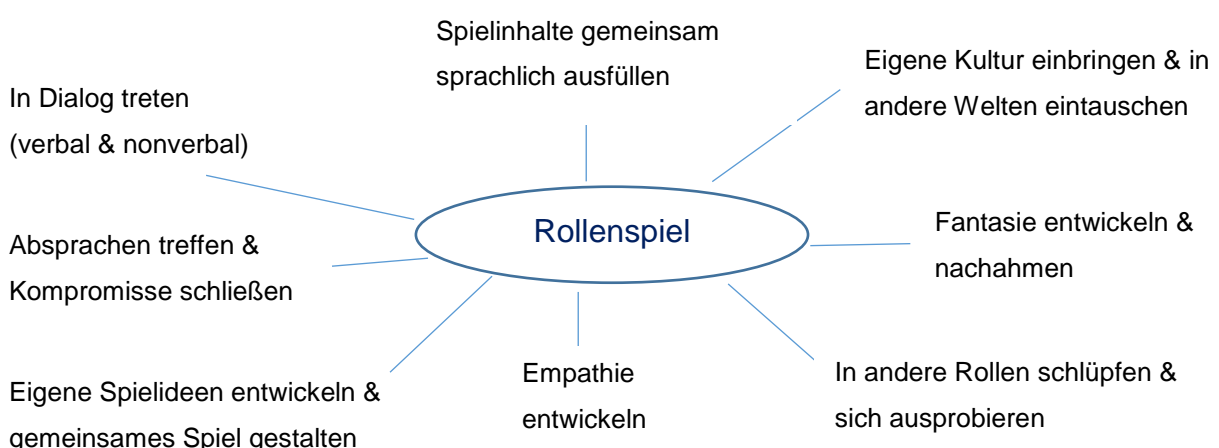 Spielinhalte gemeinsam
sprachlich ausfüllen
Eigene Kultur einbringen & in
andere Welten eintauschen
In Dialog treten
(verbal & nonverbal)
Rollenspiel
Fantasie entwickeln &
nachahmen
Absprachen treffen &
Kompromisse schließen
Eigene Spielideen entwickeln &
gemeinsames Spiel gestalten
Empathie
entwickeln
In andere Rollen schlüpfen &
sich ausprobieren